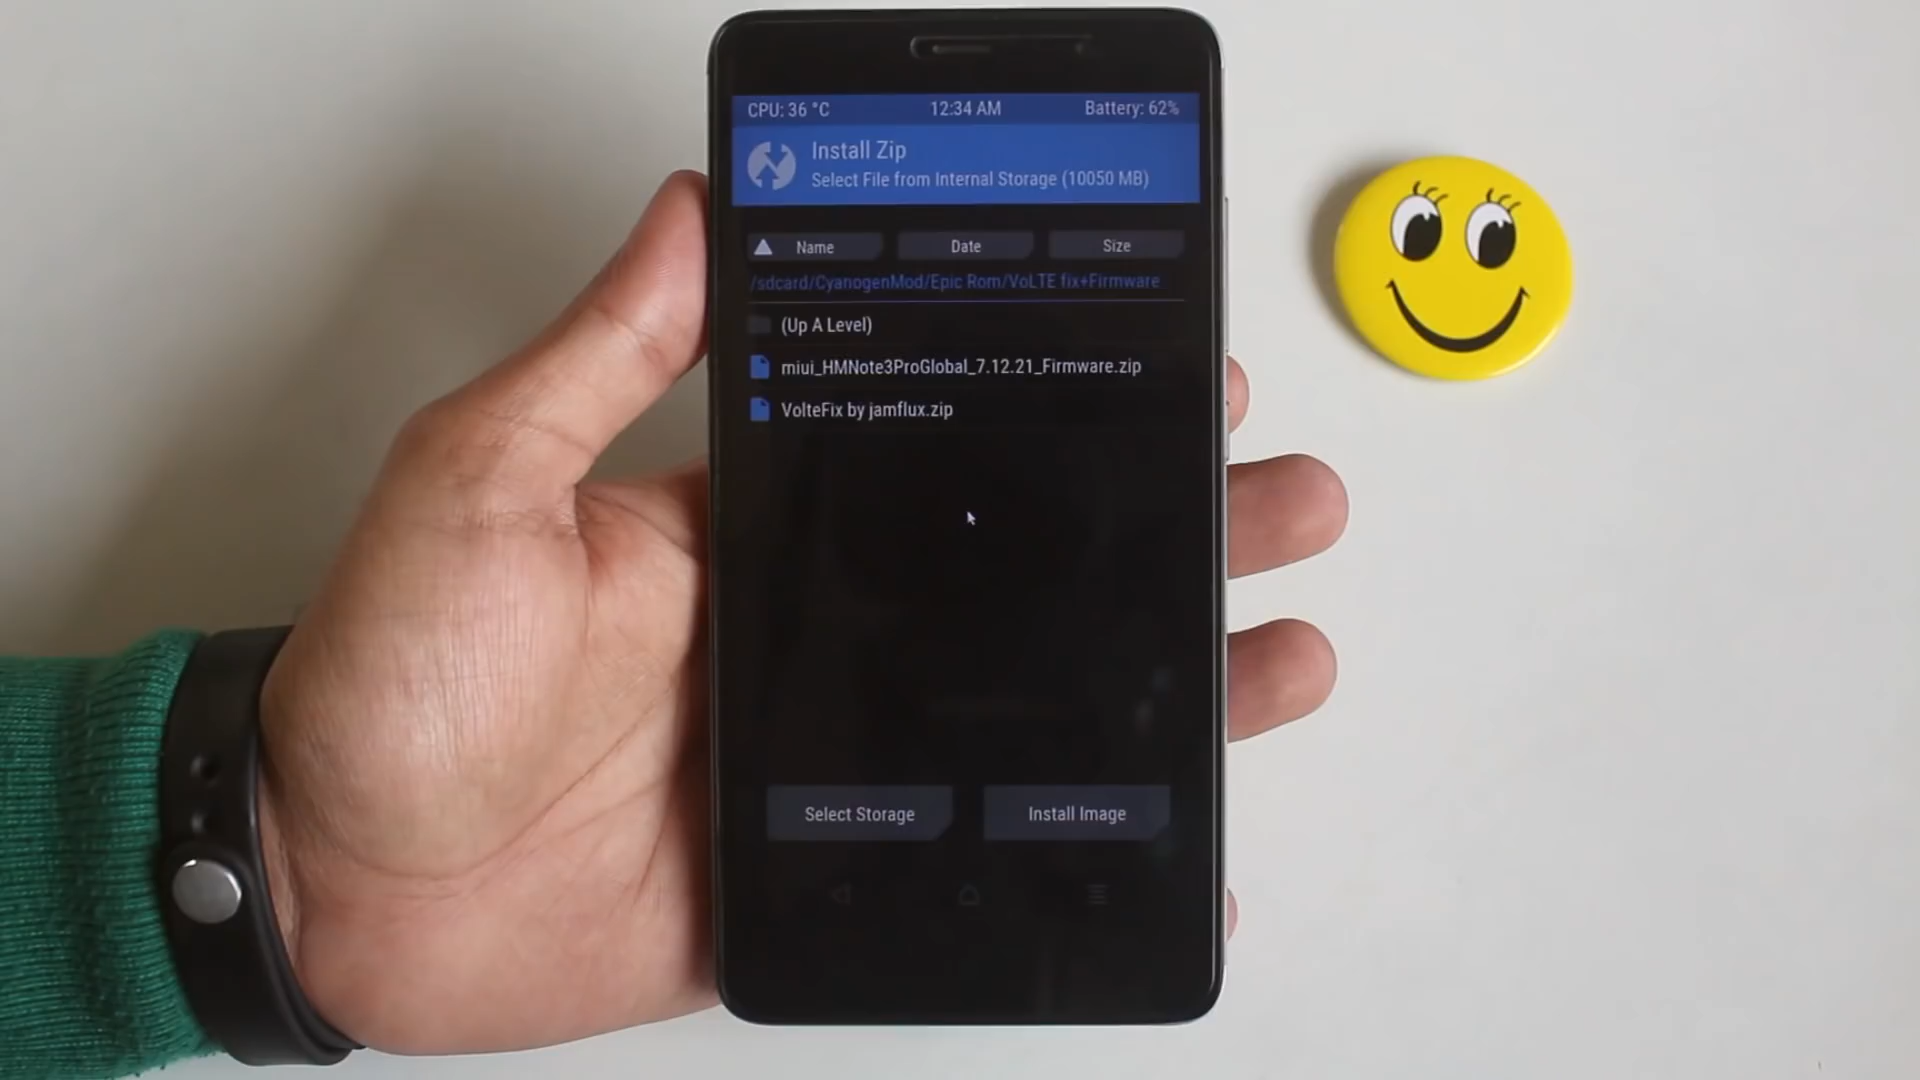 CPU: 36 °C 12:34 AM Battery: 62%
Install Zip
Select File from Internal Storage (10050 MB)
Name Date Size
/sdcard/CyanogenMod/Epic Rom/VoLTE fix+Firmware
(Up A Level)
miui_HMNote3ProGlobal_7.12.21_Firmware.zip
VolteFix by jamflux.zip
Select Storage Install Image